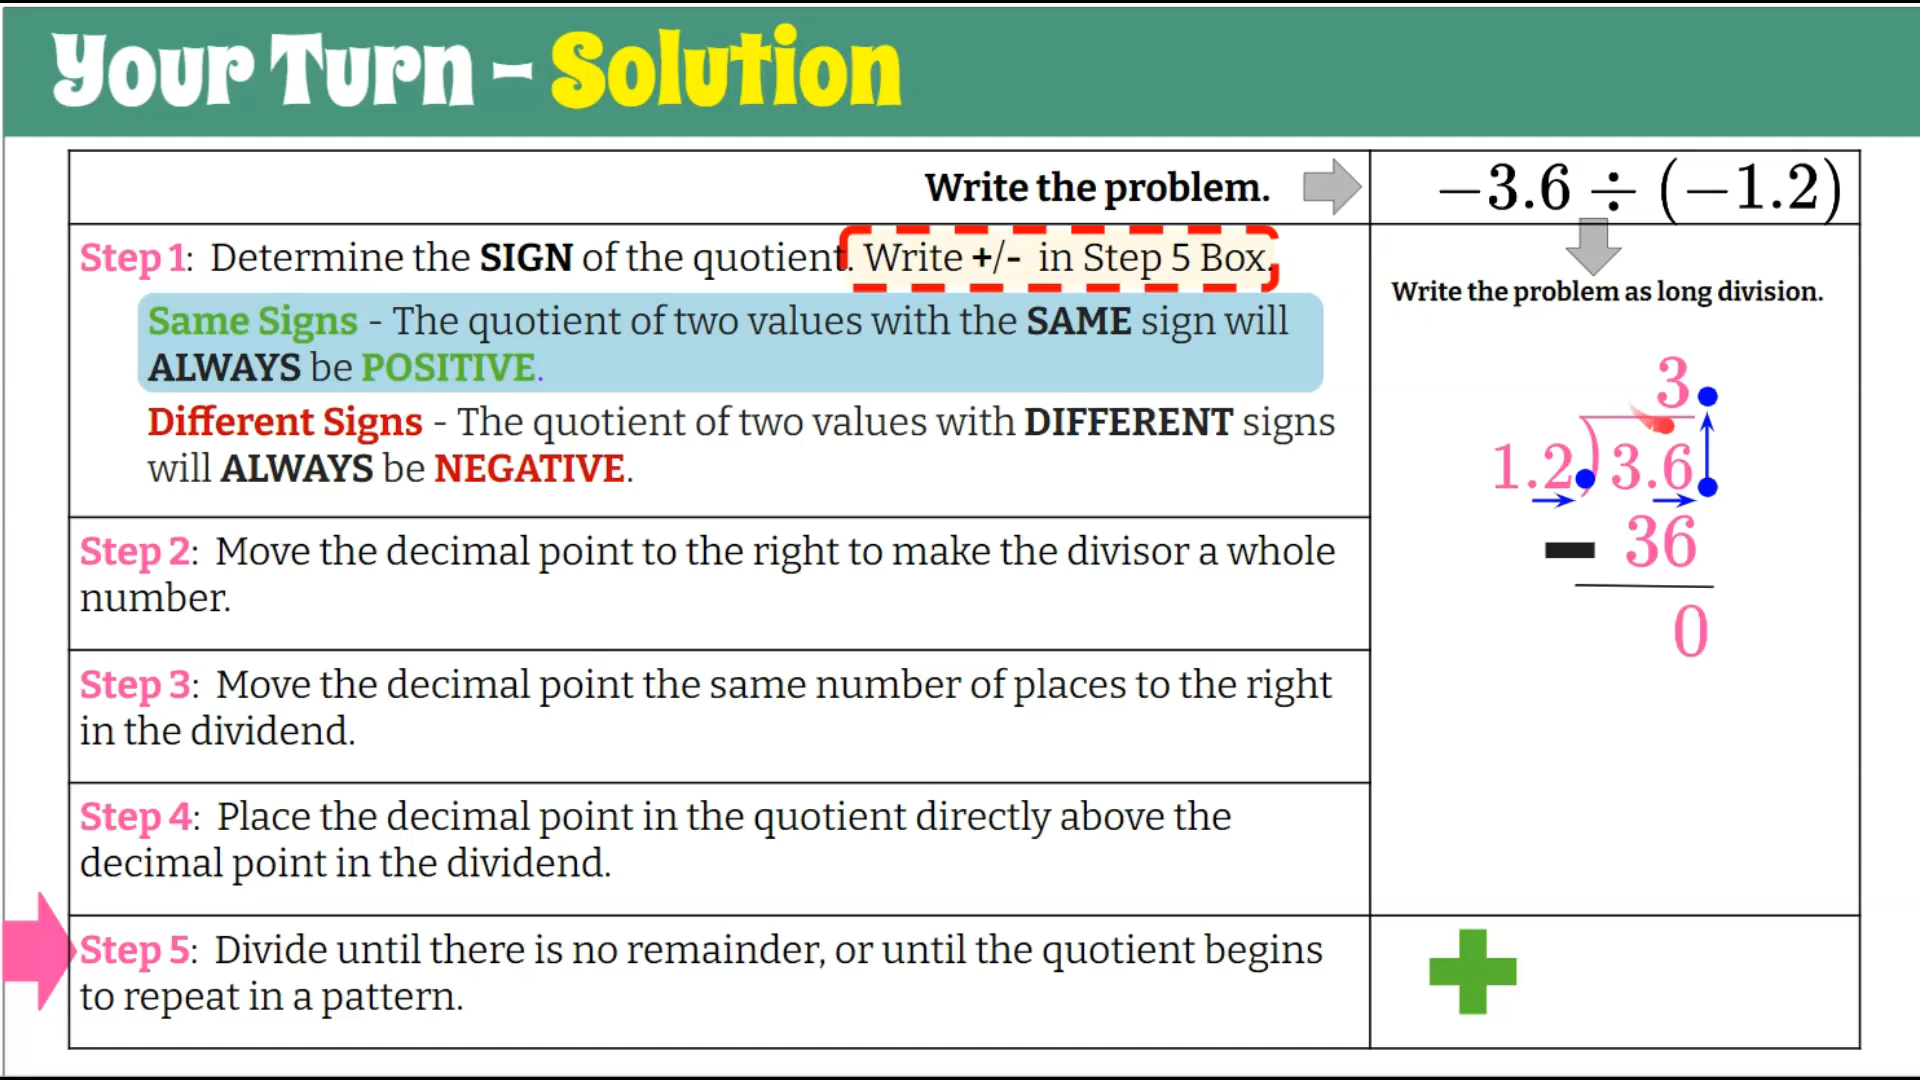 Your Turn - Solution
Write the problem.
−3.6 ÷ (−1.2)
Step 1: Determine the SIGN of the quotient. Write +/- in Step 5 Box.
Same Signs - The quotient of two values with the SAME sign will
ALWAYS be POSITIVE.
Different Signs - The quotient of two values with DIFFERENT signs
will ALWAYS be NEGATIVE.
Write the problem as long division.
3.
1.2.)3.6.
− 36
0
Step 2: Move the decimal point to the right to make the divisor a whole
number.
Step 3: Move the decimal point the same number of places to the right
in the dividend.
Step 4: Place the decimal point in the quotient directly above the
decimal point in the dividend.
Step 5: Divide until there is no remainder, or until the quotient begins
to repeat in a pattern.
+